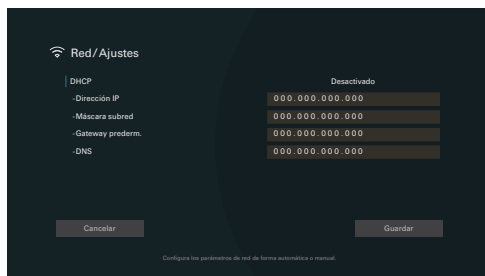 Red/Ajustes
DHCP Desactivado
-Dirección IP 000.000.000.000
-Máscara subred 000.000.000.000
-Gateway prederm. 000.000.000.000
-DNS 000.000.000.000
Cancelar Guardar
Configura los parámetros de red de forma automática o manual.